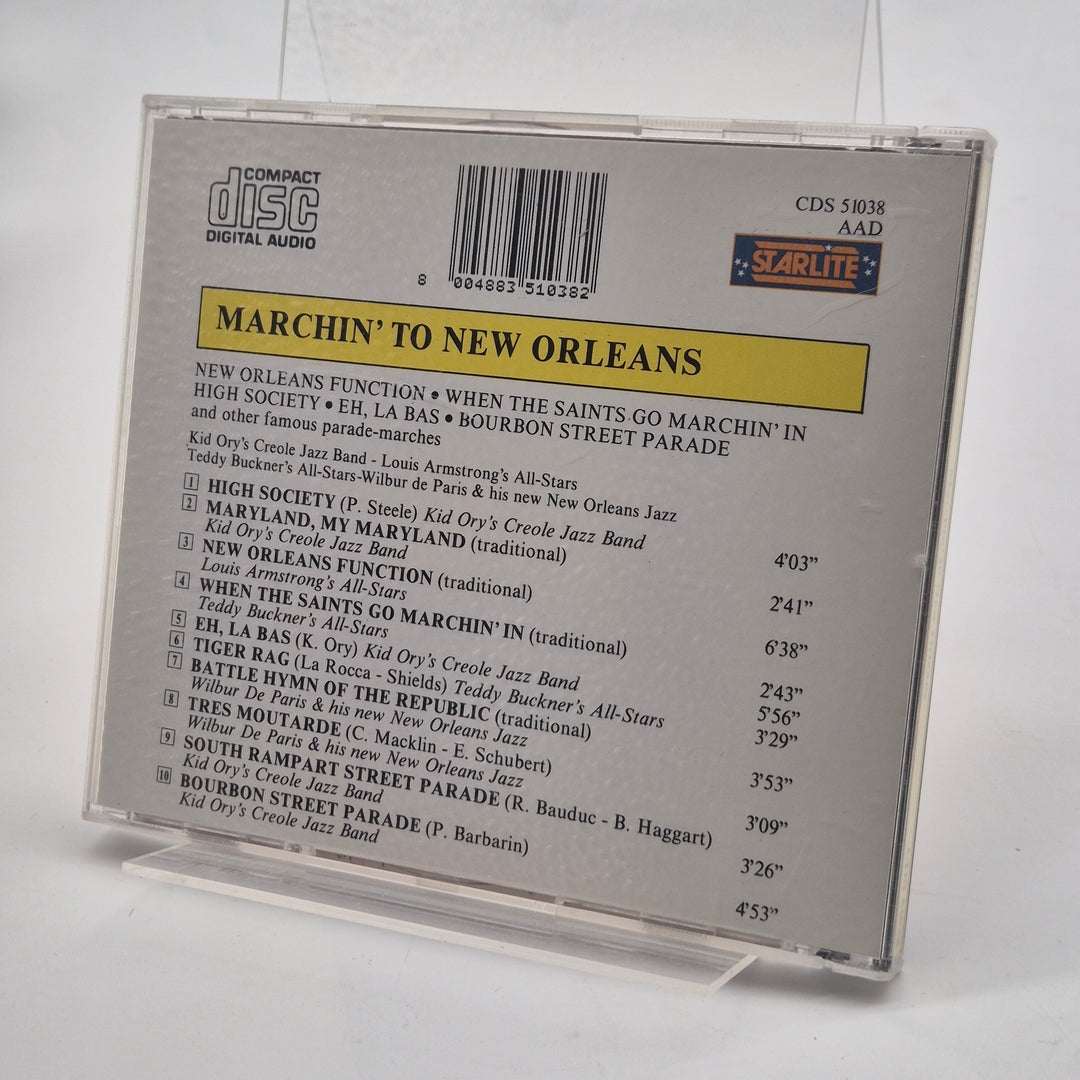 COMPACT
disc
DIGITAL AUDIO
8 004883 510382
CDS 51038
AAD
STARLITE
MARCHIN' TO NEW ORLEANS
NEW ORLEANS FUNCTION • WHEN THE SAINTS GO MARCHIN' IN
HIGH SOCIETY • EH, LA BAS • BOURBON STREET PARADE
and other famous parade-marches
Kid Ory's Creole Jazz Band - Louis Armstrong's All-Stars
Teddy Buckner's All-Stars-Wilbur de Paris & his new New Orleans Jazz
1 HIGH SOCIETY (P. Steele) Kid Ory's Creole Jazz Band 4'03"
2 MARYLAND, MY MARYLAND (traditional)
Kid Ory's Creole Jazz Band 2'41"
3 NEW ORLEANS FUNCTION (traditional)
Louis Armstrong's All-Stars 6'38"
4 WHEN THE SAINTS GO MARCHIN' IN (traditional)
Teddy Buckner's All-Stars 2'43"
5 EH, LA BAS (K. Ory) Kid Ory's Creole Jazz Band 5'56"
6 TIGER RAG (La Rocca - Shields) Teddy Buckner's All-Stars 3'29"
7 BATTLE HYMN OF THE REPUBLIC (traditional)
Wilbur De Paris & his new New Orleans Jazz 3'53"
8 TRES MOUTARDE (C. Macklin - E. Schubert)
Wilbur De Paris & his new New Orleans Jazz 3'09"
9 SOUTH RAMPART STREET PARADE (R. Bauduc - B. Haggart)
Kid Ory's Creole Jazz Band 3'26"
10 BOURBON STREET PARADE (P. Barbarin)
Kid Ory's Creole Jazz Band 4'53"